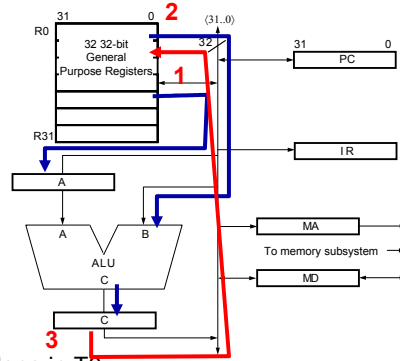 31 0 2
R0
32 32-bit
General
Purpose Registers
R31
1
⟨31..0⟩
32
31 0
PC
IR
A
A B
ALU
C
C
3
MA
To memory subsystem
MD